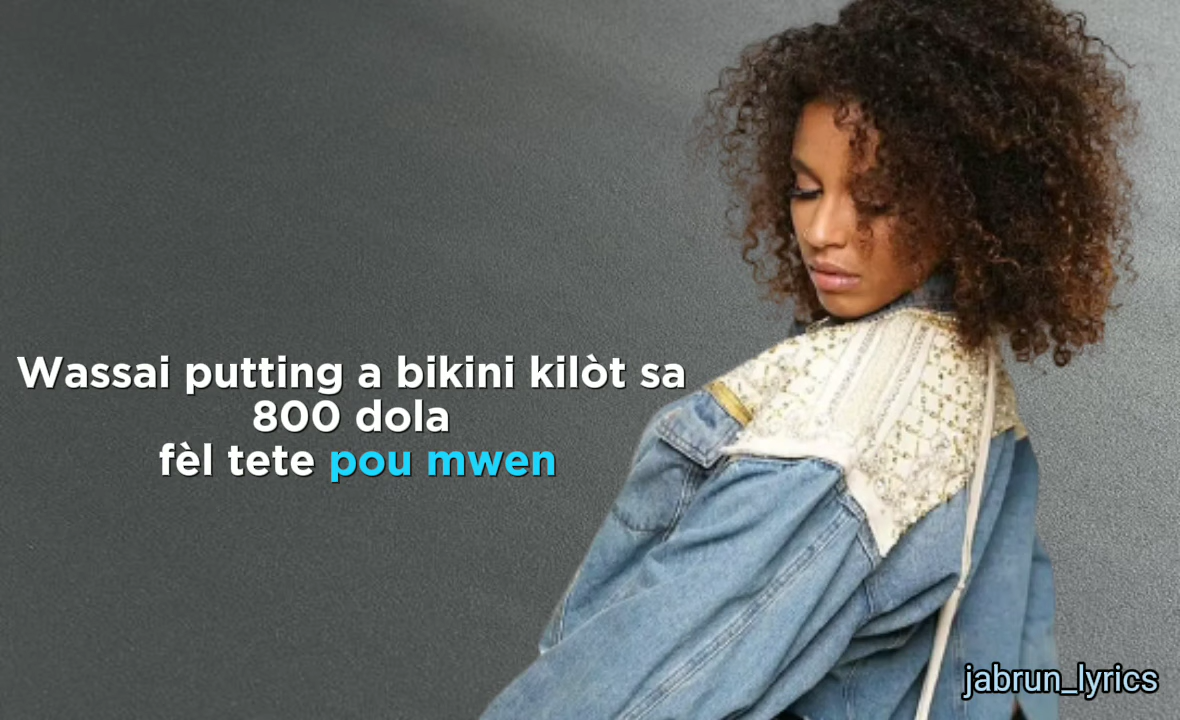 Wassai putting a bikini kilòt sa
800 dola
fèl tete pou mwen
jabrun_lyrics